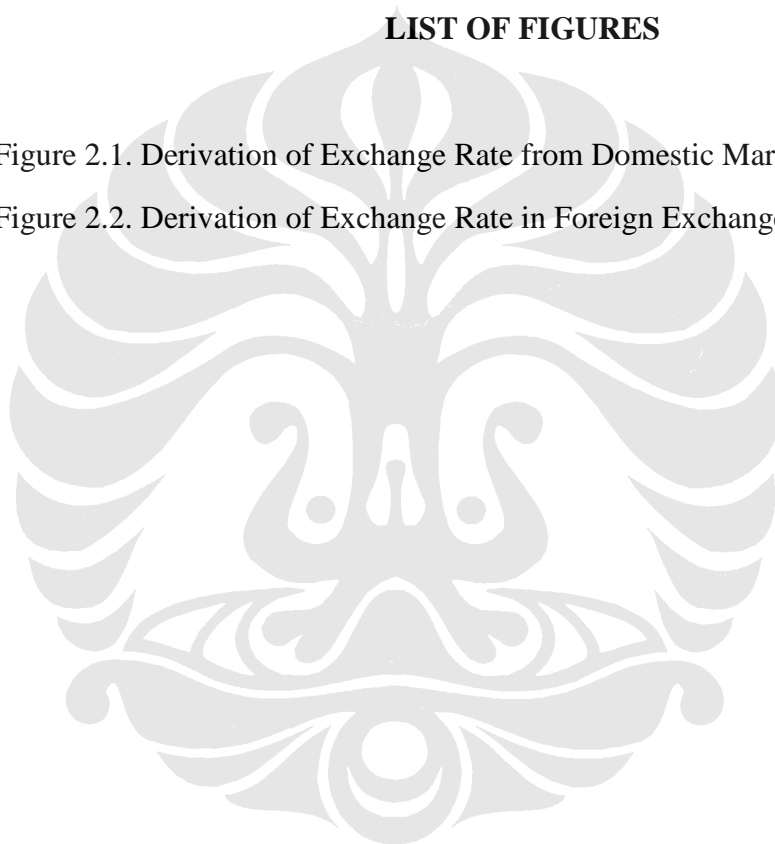 LIST OF FIGURES
Figure 2.1. Derivation of Exchange Rate from Domestic Mar
Figure 2.2. Derivation of Exchange Rate in Foreign Exchange